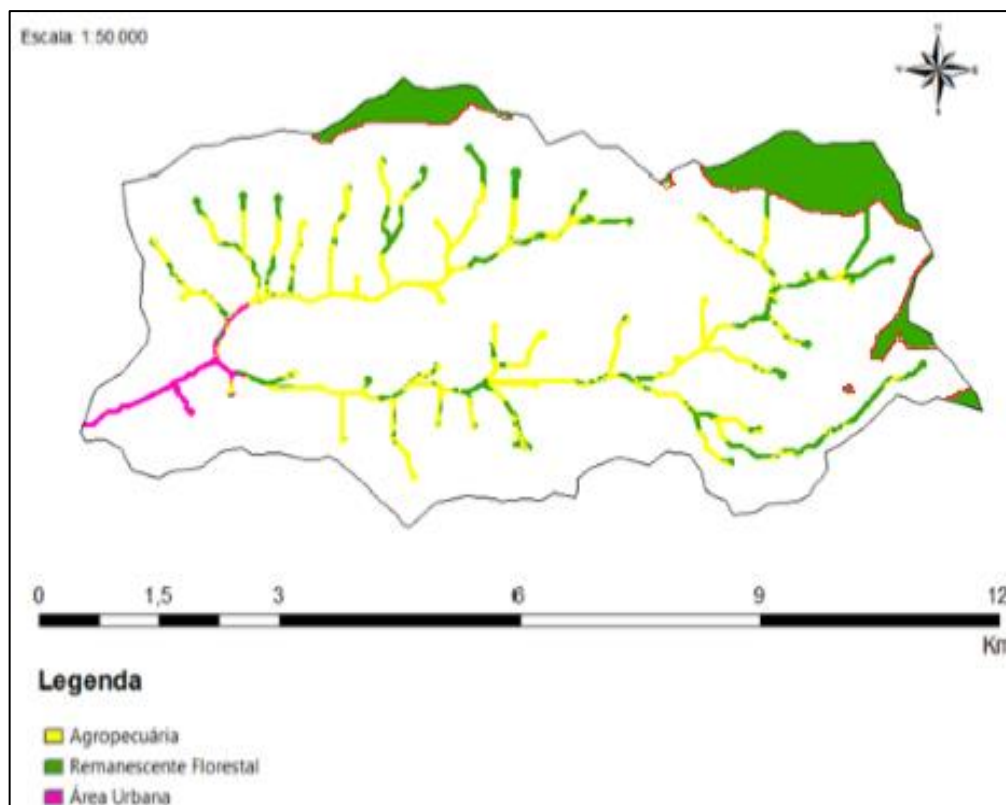 Escala: 1:50.000
0 1,5 3 6 9 12
Km
Legenda
Agropecuária
Remanescente Florestal
Área Urbana